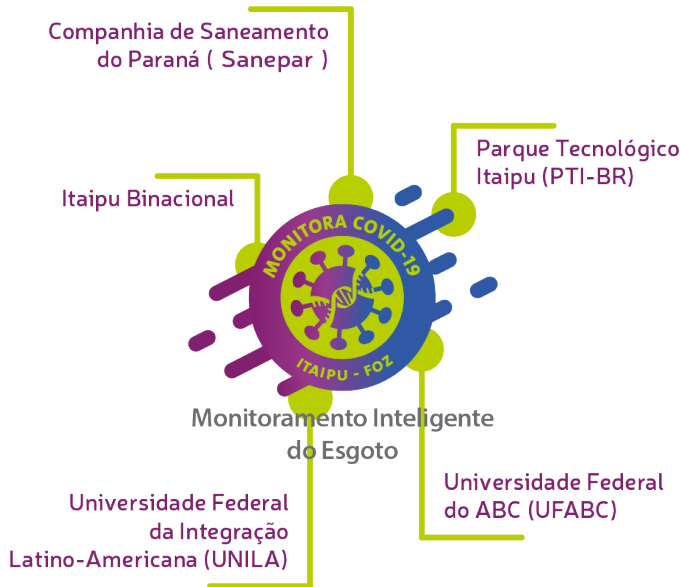 Companhia de Saneamento
do Paraná ( Sanepar )
Parque Tecnológico
Itaipu (PTI-BR)
Itaipu Binacional
MONITORA COVID-19
ITAIPU - FOZ
Monitoramento Inteligente
do Esgoto
Universidade Federal
do ABC (UFABC)
Universidade Federal
da Integração
Latino-Americana (UNILA)